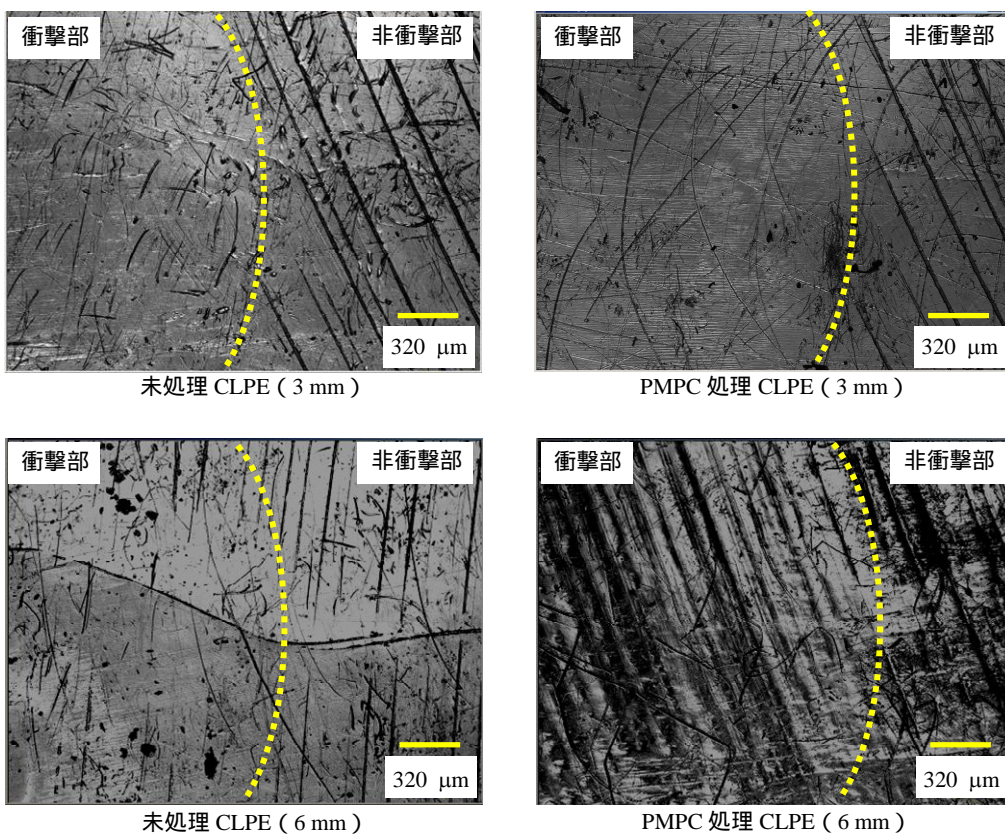 衝撃部
非衝撃部
320 μm
未処理 CLPE ( 3 mm )
衝撃部
非衝撃部
320 μm
PMPC 処理 CLPE ( 3 mm )
衝撃部
非衝撃部
320 μm
未処理 CLPE ( 6 mm )
衝撃部
非衝撃部
320 μm
PMPC 処理 CLPE ( 6 mm )